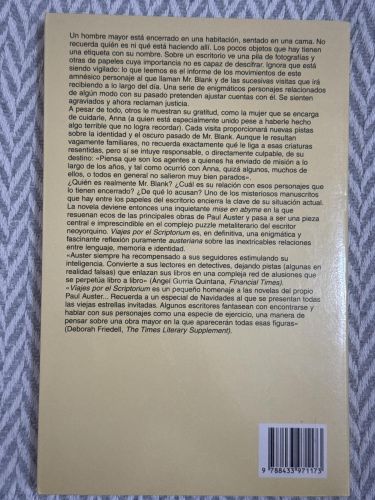 Un hombre mayor está encerrado en una habitación, sentado en una cama. No
recuerda quién es ni qué está haciendo allí. Los pocos objetos que hay tienen
una etiqueta con su nombre. Sobre un escritorio ve una pila de fotografías y
otras de papeles cuya importancia no es capaz de descifrar. Ignora que está
siendo vigilado: lo que leemos es el informe de los movimientos de este
amnésico personaje al que llaman Mr. Blank y de las sucesivas visitas que irá
recibiendo a lo largo del día. Una serie de enigmáticos personajes relacionados
de algún modo con su pasado pretenden ajustar cuentas con él. Se sienten
agraviados y ahora reclaman justicia.
A pesar de todo, otros le muestran su gratitud, como la mujer que se encarga
de cuidarle, Anna (a quien está especialmente unido pese a haberle hecho
algo terrible que no logra recordar). Cada visita proporcionará nuevas pistas
sobre la identidad y el oscuro pasado de Mr. Blank. Aunque le resultan
vagamente familiares, no recuerda exactamente qué le liga a esas criaturas
resentidas, pero sí se intuye responsable, o directamente culpable, de su
destino: «Piensa que son los agentes a quienes ha enviado de misión a lo
largo de los años, y tal como ocurrió con Anna, quizá algunos, muchos de
ellos, o todos en general no salieron muy bien parados».
¿Quién es realmente Mr. Blank? ¿Cuál es su relación con esos personajes que
lo tienen encerrado? ¿De qué lo acusan? Uno de los misteriosos manuscritos
que hay entre los papeles del escritorio encierra la clave de su situación actual.
La novela deviene entonces una inquietante mise en abyme en la que
resuenan ecos de las principales obras de Paul Auster y pasa a ser una pieza
central e imprescindible en el complejo puzzle metaliterario del escritor
neoyorquino. Viajes por el Scriptorium es, en definitiva, una enigmática y
fascinante reflexión puramente austeriana sobre las inextricables relaciones
entre lenguaje, memoria e identidad.
«Auster siempre ha recompensado a sus seguidores estimulando su
inteligencia. Convierte a sus lectores en detectives, dejando pistas (algunas en
realidad falsas) que enlazan sus libros en una compleja red de alusiones que
se perpetúa libro a libro» (Ángel Gurría Quintana, Financial Times).
«Viajes por el Scriptorium es un pequeño homenaje a las novelas del propio
Paul Auster... Recuerda a un especial de Navidades al que se presentan todas
las viejas estrellas invitadas. Algunos escritores fantasean con encontrarse y
hablar con sus personajes como una especie de ejercicio, una manera de
pensar sobre una obra mayor en la que aparecerán todas esas figuras»
(Deborah Friedell, The Times Literary Supplement).
9 788433 971173